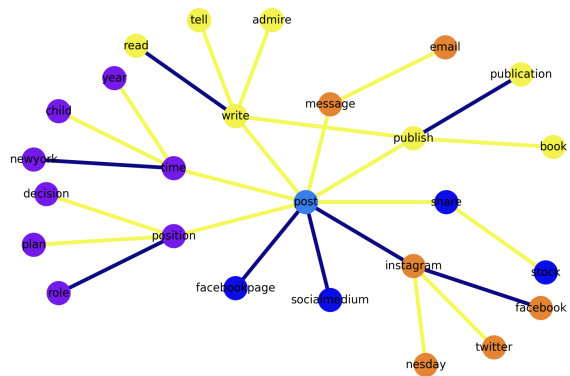 tell
admire
read
email
year
publication
child
message
write
publish
book
newyork
time
decision
post
share
plan
position
instagram
stock
role
facebookpage
socialmedium
facebook
twitter
nesday